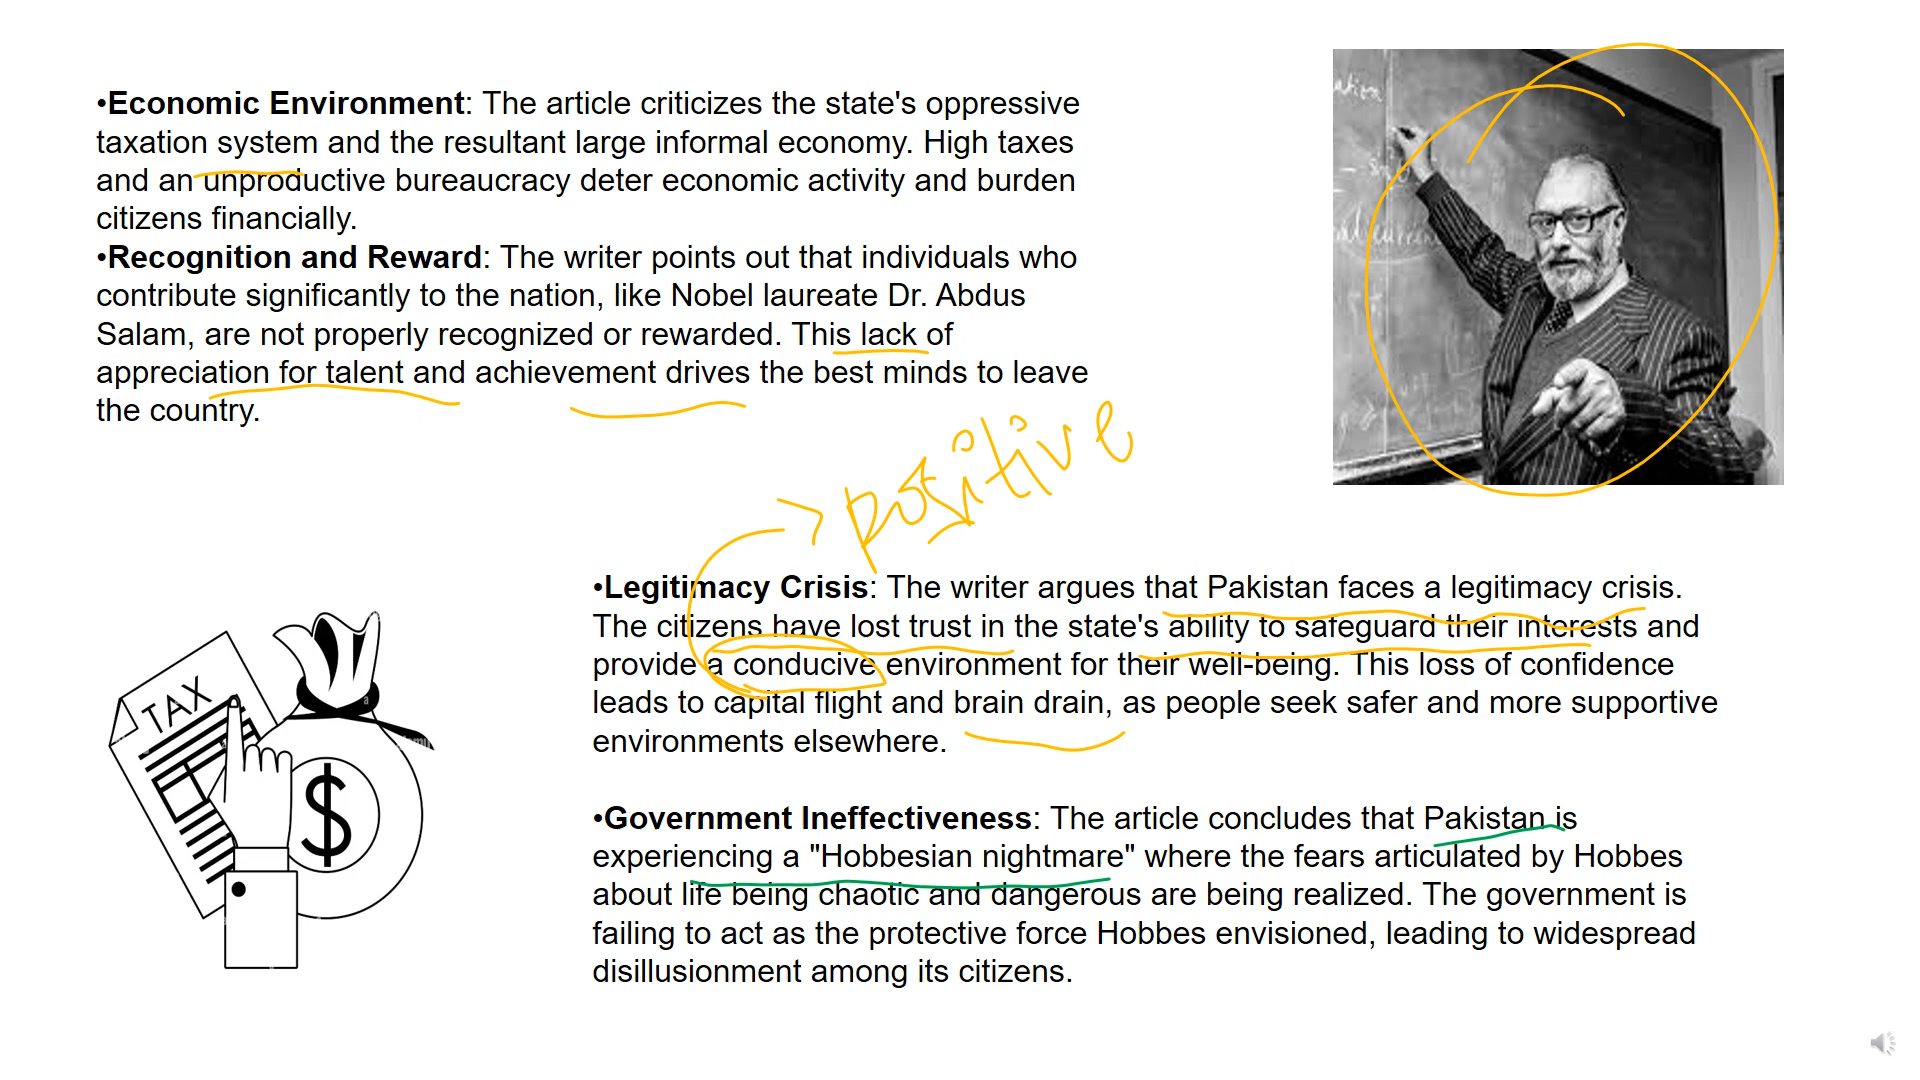 •Economic Environment: The article criticizes the state's oppressive
taxation system and the resultant large informal economy. High taxes
and an unproductive bureaucracy deter economic activity and burden
citizens financially.
•Recognition and Reward: The writer points out that individuals who
contribute significantly to the nation, like Nobel laureate Dr. Abdus
Salam, are not properly recognized or rewarded. This lack of
appreciation for talent and achievement drives the best minds to leave
the country.
positive
•Legitimacy Crisis: The writer argues that Pakistan faces a legitimacy crisis.
The citizens have lost trust in the state's ability to safeguard their interests and
provide a conducive environment for their well-being. This loss of confidence
leads to capital flight and brain drain, as people seek safer and more supportive
environments elsewhere.
TAX
$
•Government Ineffectiveness: The article concludes that Pakistan is
experiencing a "Hobbesian nightmare" where the fears articulated by Hobbes
about life being chaotic and dangerous are being realized. The government is
failing to act as the protective force Hobbes envisioned, leading to widespread
disillusionment among its citizens.